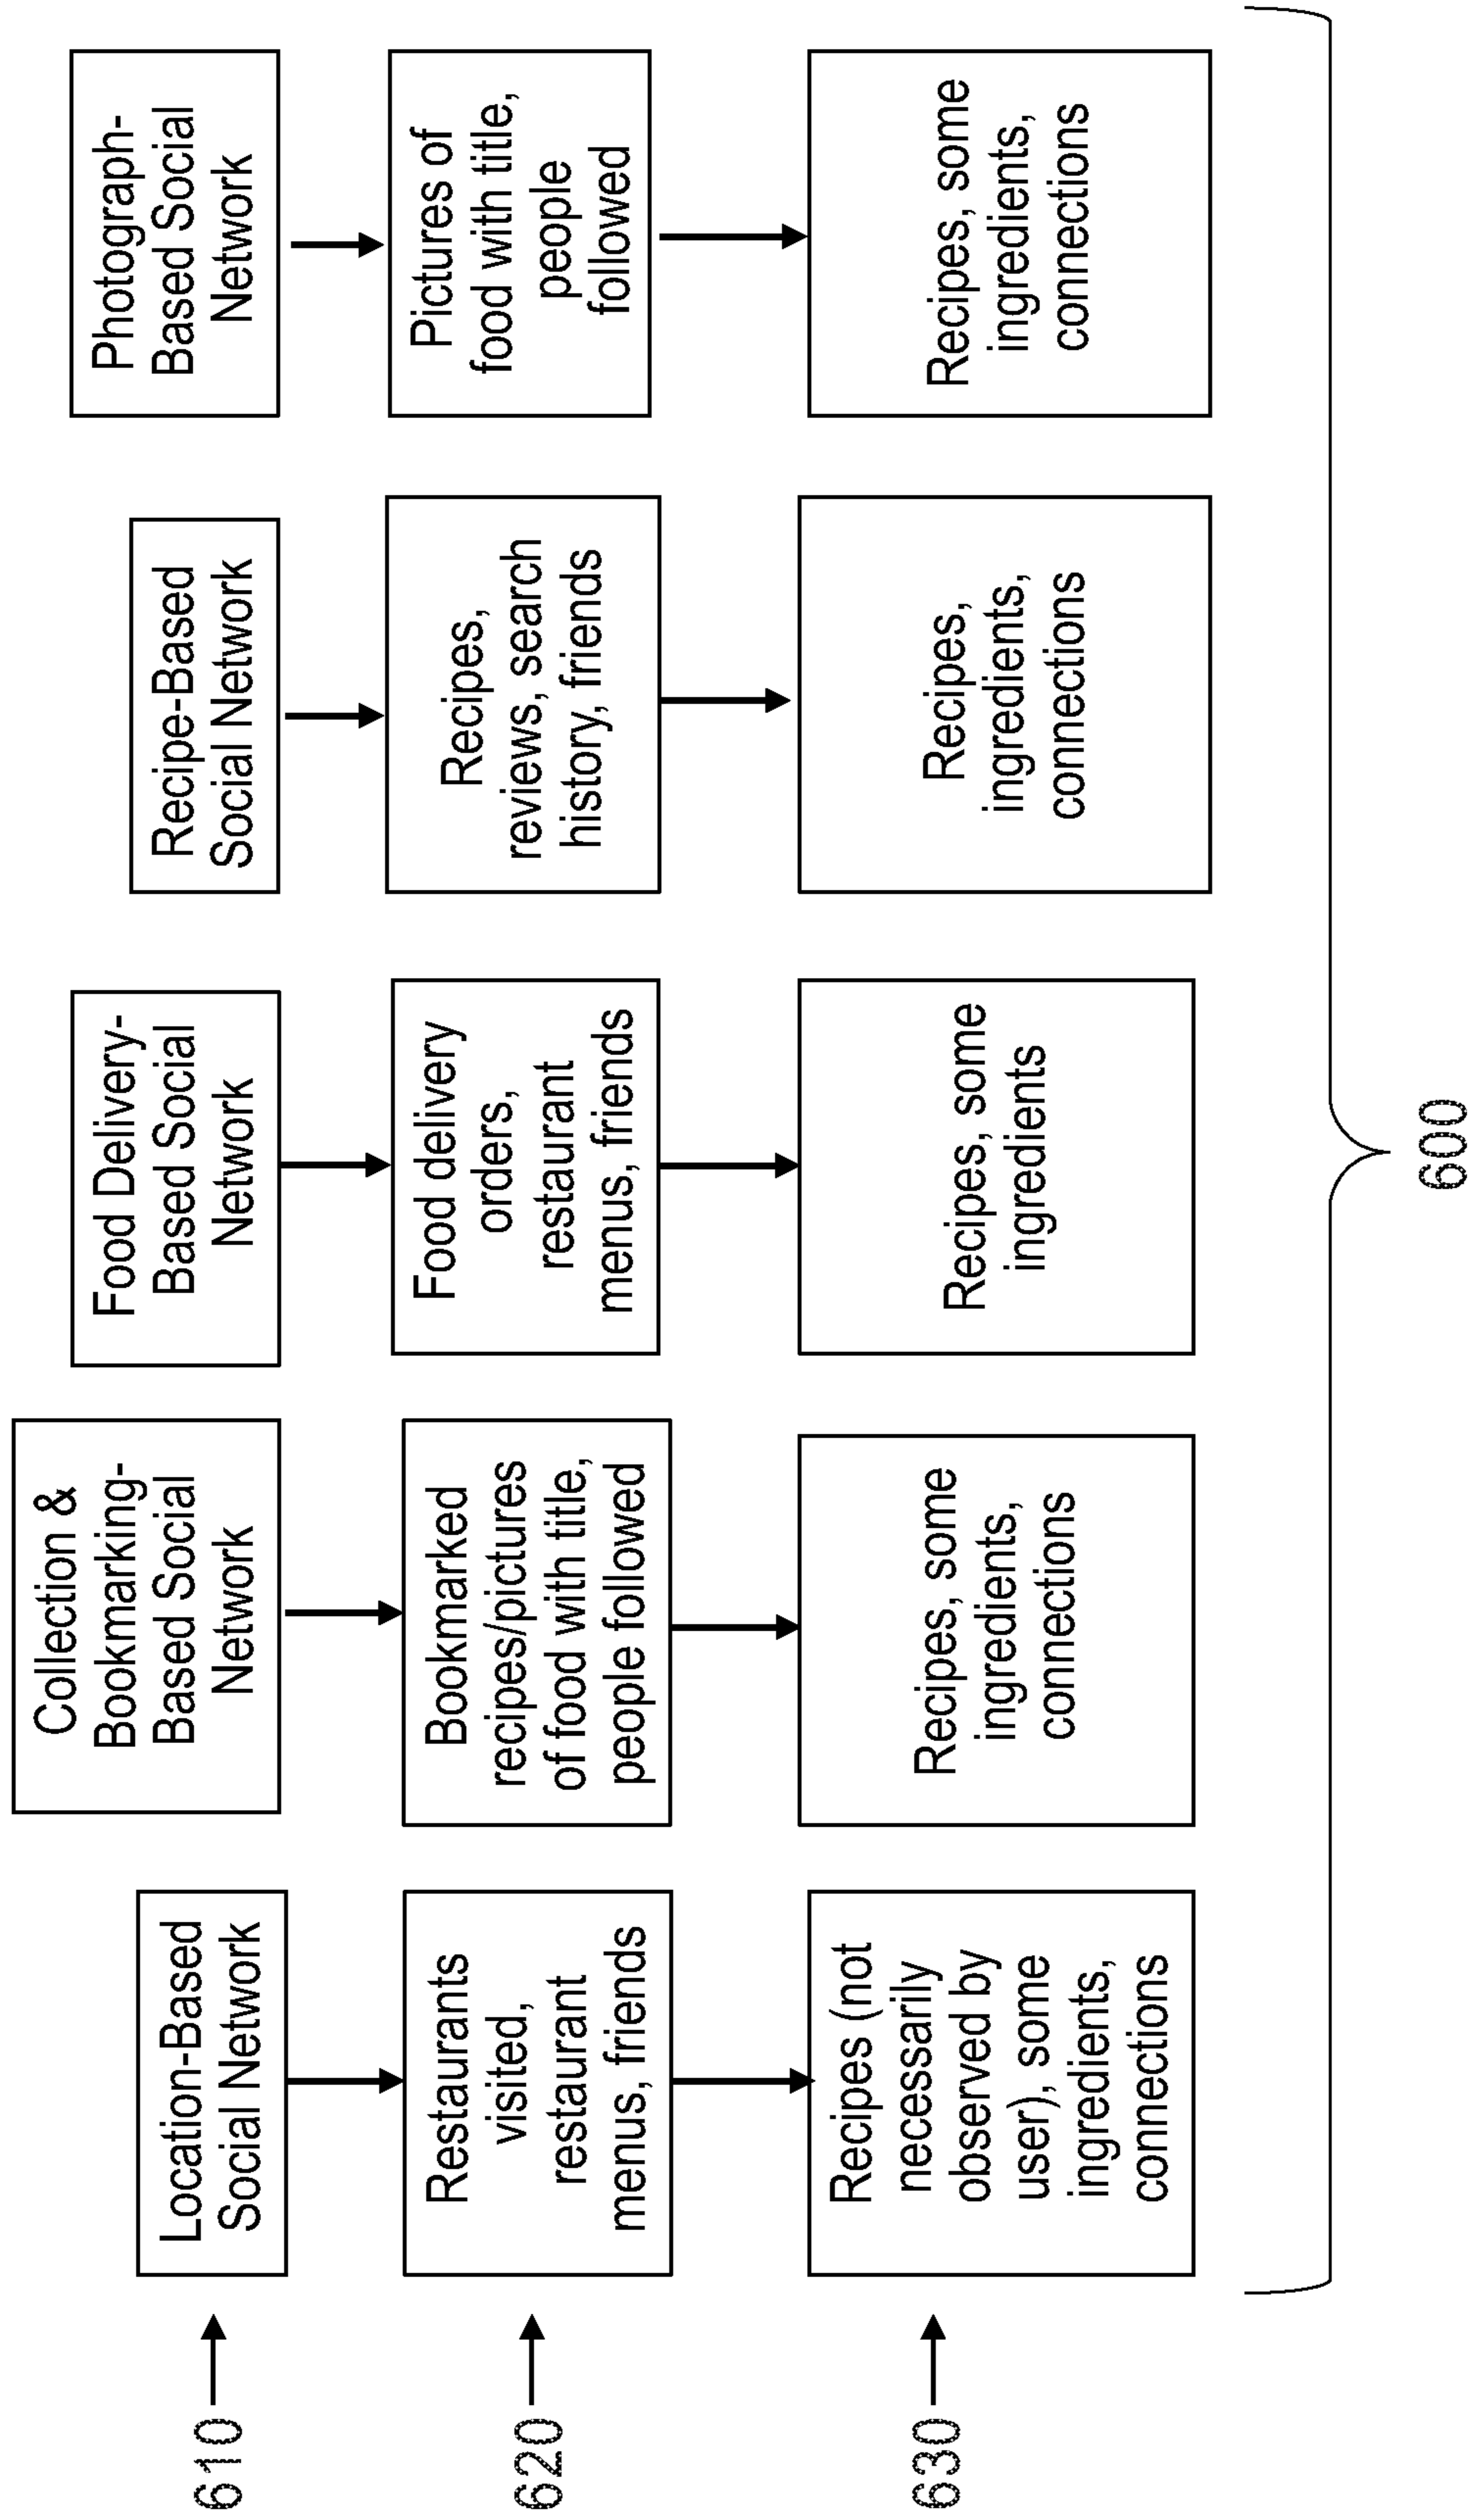 610
Location-Based
Social Network
Collection &
Bookmarking-
Based Social
Network
Food Delivery-
Based Social
Network
Recipe-Based
Social Network
Photograph-
Based Social
Network
620
Restaurants
visited,
restaurant
menus, friends
Bookmarked
recipes/pictures
of food with title,
people followed
Food delivery
orders,
restaurant
menus, friends
Recipes,
reviews, search
history, friends
Pictures of
food with title,
people
followed
630
Recipes (not
necessarily
observed by
user), some
ingredients,
connections
Recipes, some
ingredients,
connections
Recipes, some
ingredients
Recipes,
ingredients,
connections
Recipes, some
ingredients,
connections
600